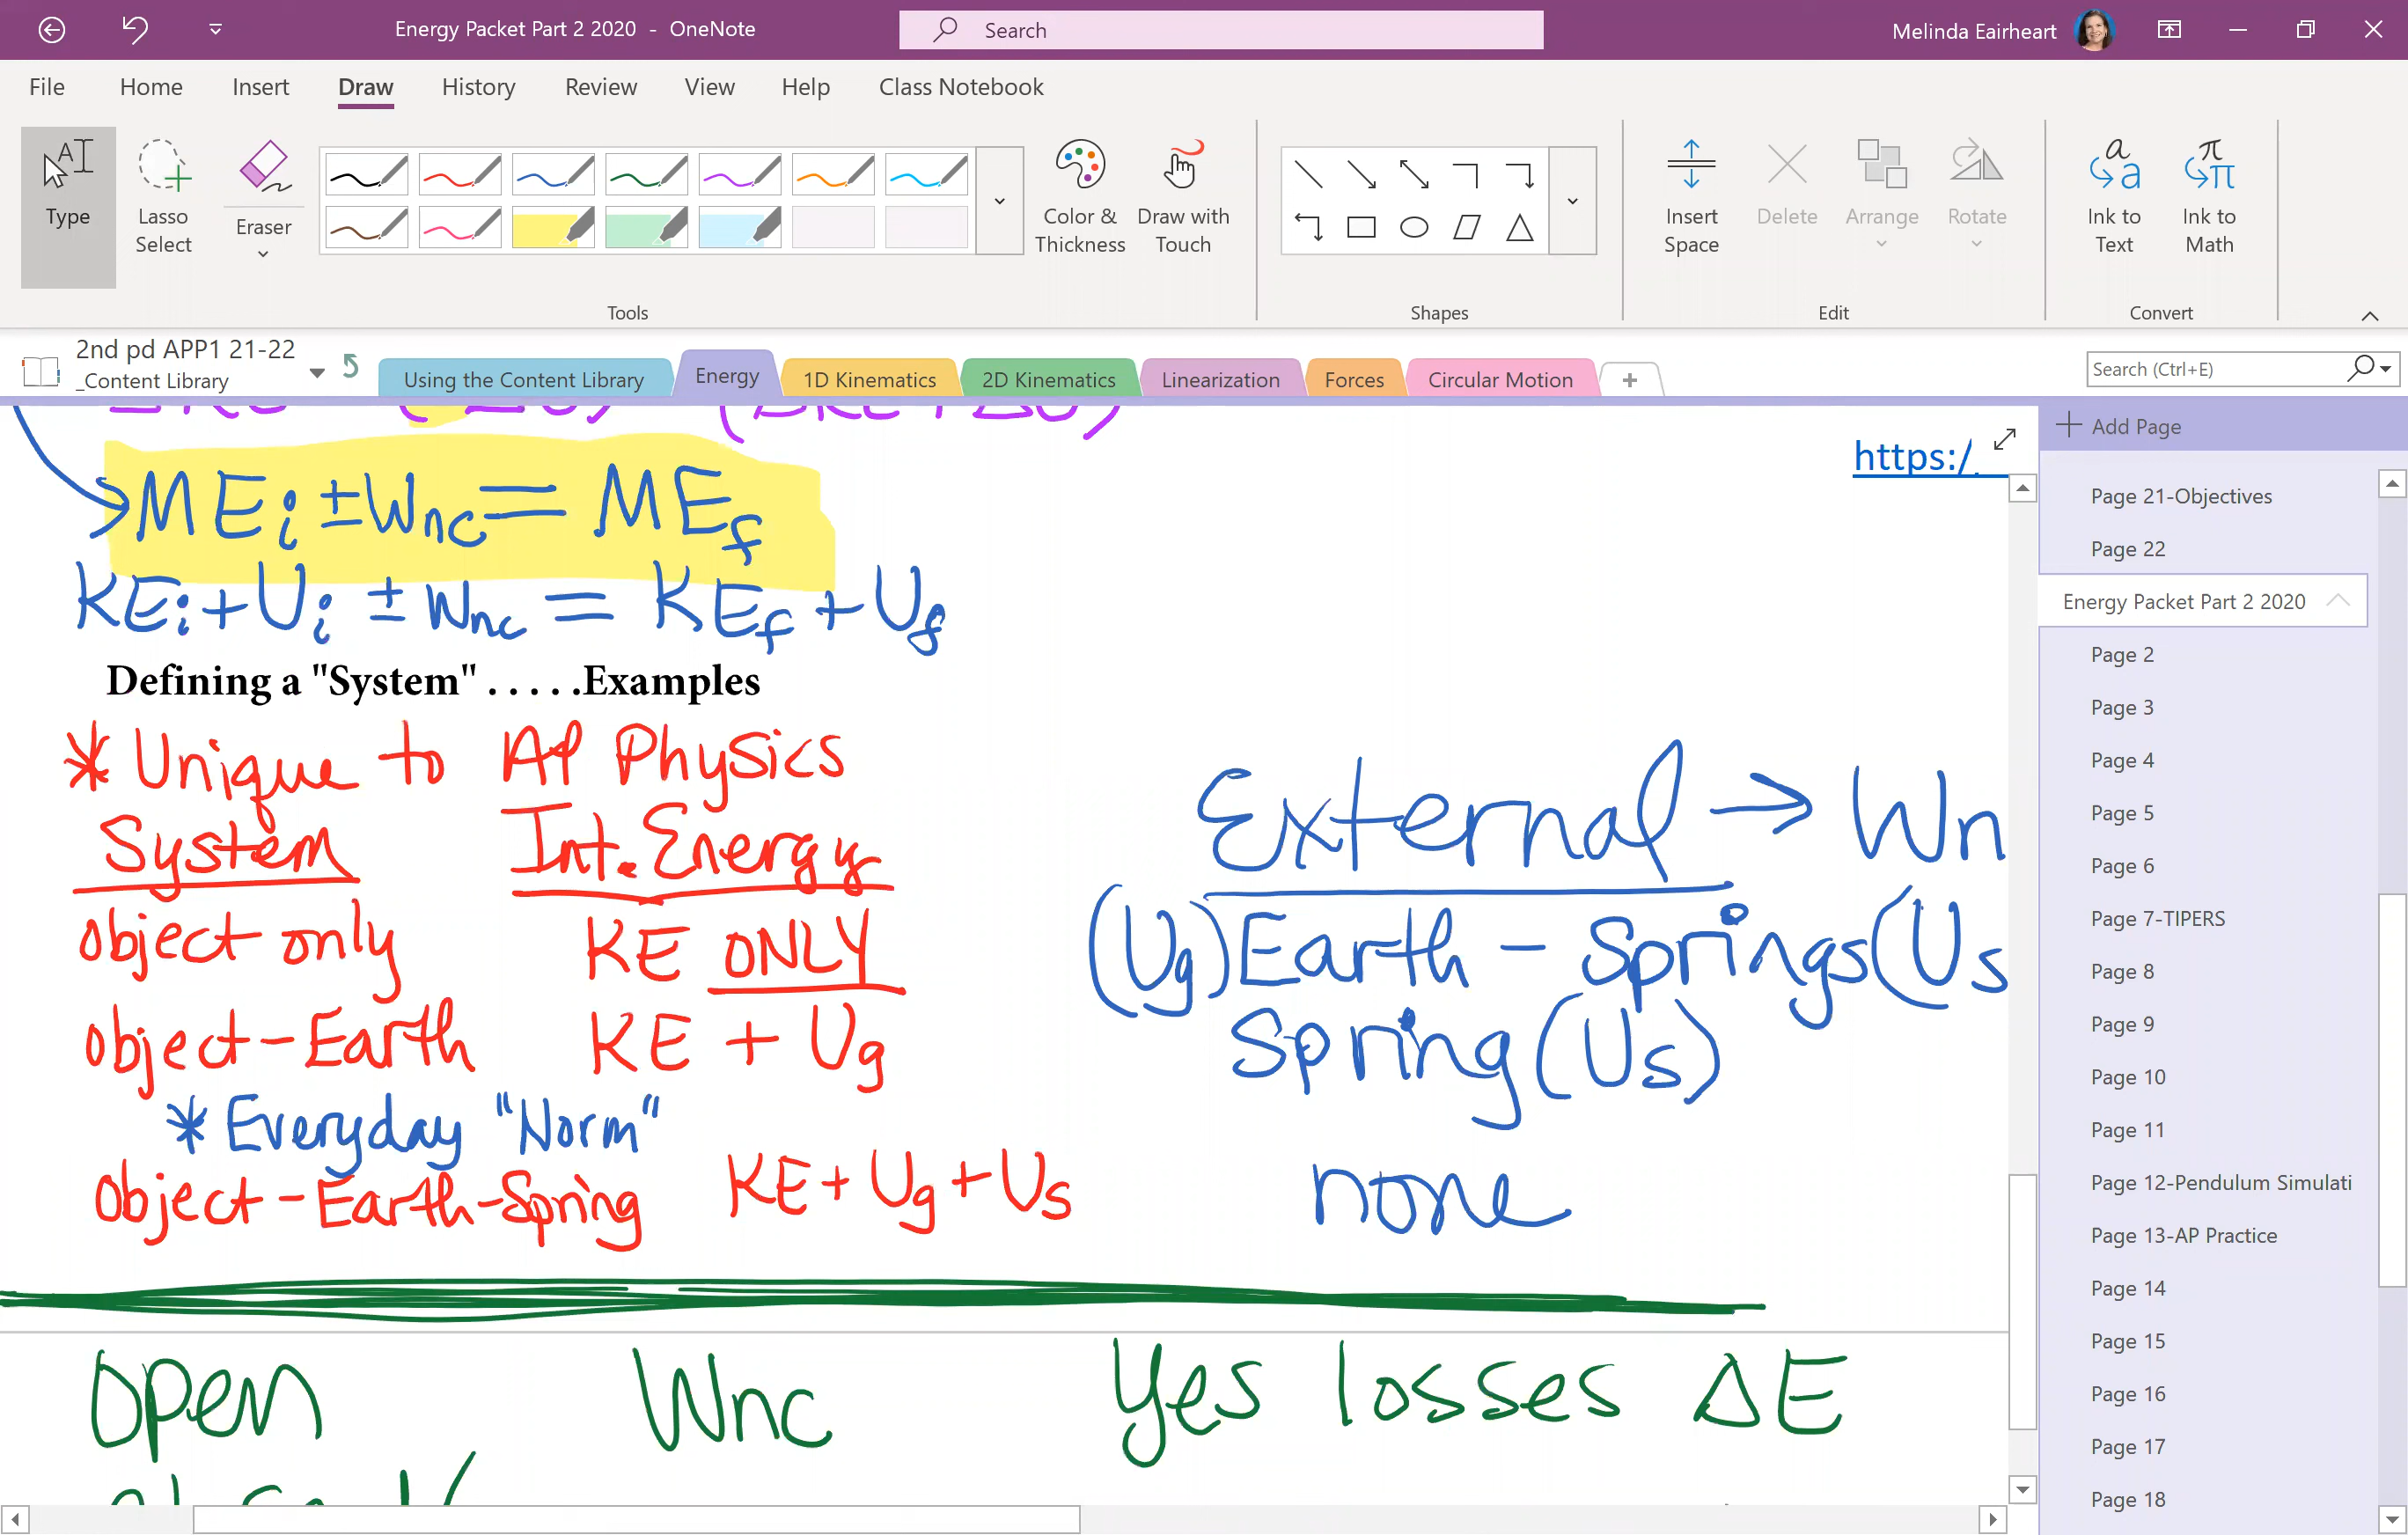 Energy Packet Part 2 2020 - OneNote
Search
Melinda Eairheart
File Home Insert Draw History Review View Help Class Notebook
Type
Lasso Select
Eraser
Color & Thickness
Draw with Touch
Insert Space
Delete
Arrange
Rotate
Ink to Text
Ink to Math
Tools Shapes Edit Convert
2nd pd APP1 21-22
_Content Library
Using the Content Library Energy 1D Kinematics 2D Kinematics Linearization Forces Circular Motion +
Search (Ctrl+E)
https:/
MEi ± Wnc = MEf
KEi + Ui ± Wnc = KEf + Uf
Defining a "System" . . . . .Examples
* Unique to AP Physics
System Int. Energy External → Wn
object only KE ONLY (Ug) Earth - Springs (Us
object-Earth KE + Ug Spring (Us)
* Everyday "Norm"
Object-Earth-Spring KE + Ug + Us none
Open Wnc Yes losses ΔE
Add Page
Page 21-Objectives
Page 22
Energy Packet Part 2 2020
Page 2
Page 3
Page 4
Page 5
Page 6
Page 7-TIPERS
Page 8
Page 9
Page 10
Page 11
Page 12-Pendulum Simulati
Page 13-AP Practice
Page 14
Page 15
Page 16
Page 17
Page 18